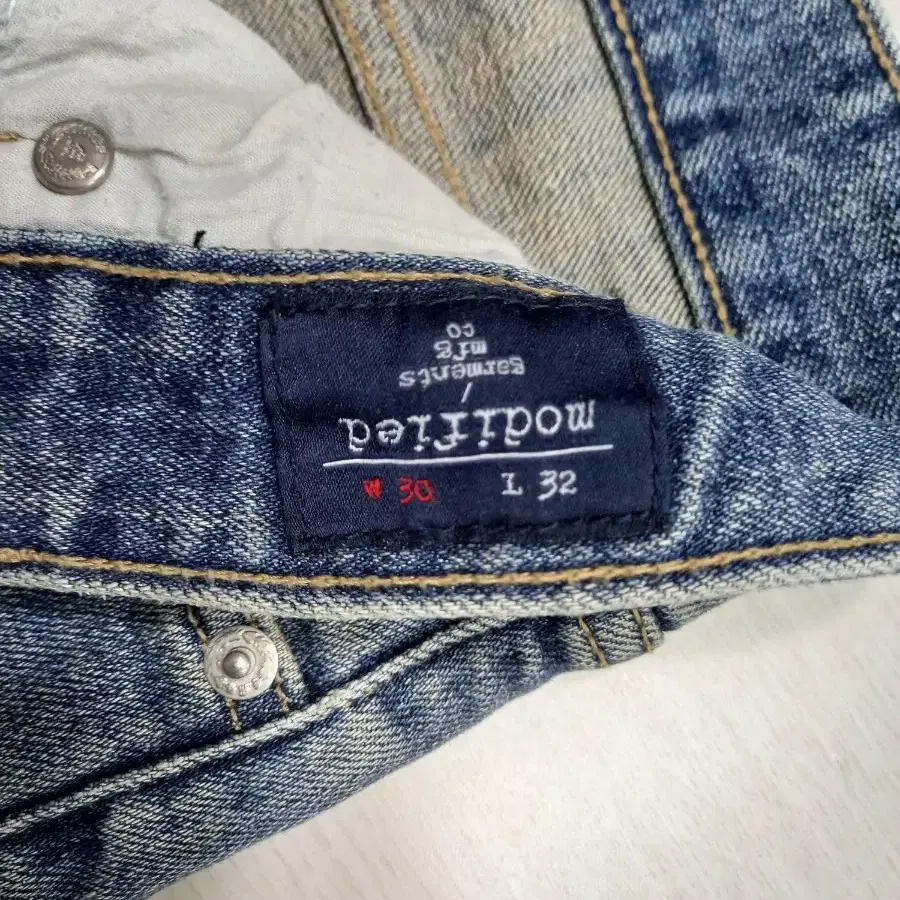 modified
/
garments
mfg
co
W 30 L 32